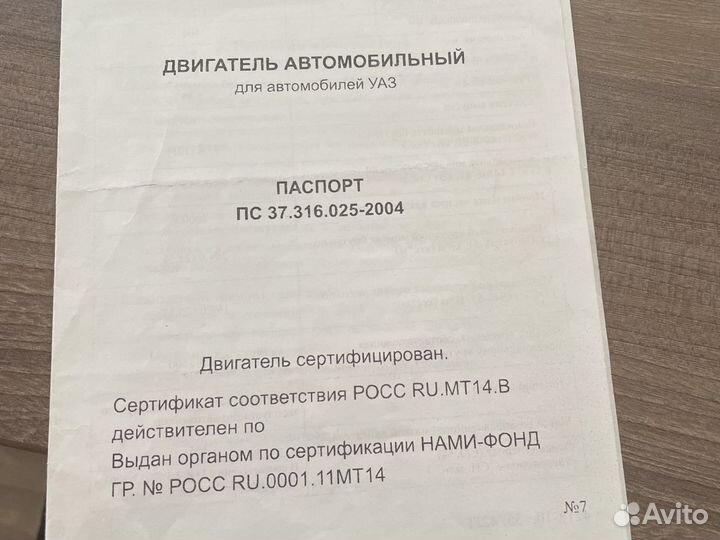 ДВИГАТЕЛЬ АВТОМОБИЛЬНЫЙ
для автомобилей УАЗ
ПАСПОРТ
ПС 37.316.025-2004
Двигатель сертифицирован.
Сертификат соответствия РОСС RU.МТ14.В
действителен по
Выдан органом по сертификации НАМИ-ФОНД
ГР. № РОСС RU.0001.11МТ14
№7
Avito